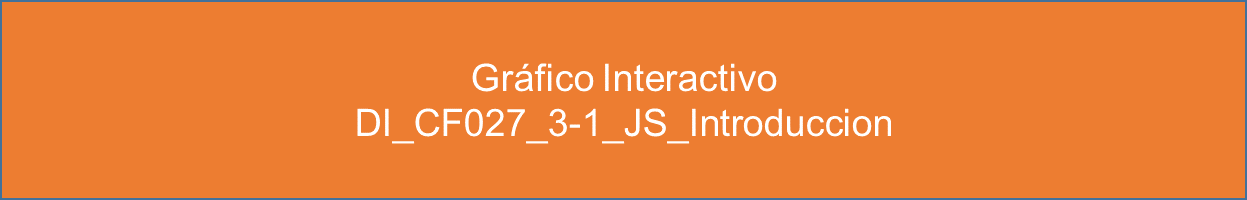 Gráfico Interactivo
DI_CF027_3-1_JS_Introduccion